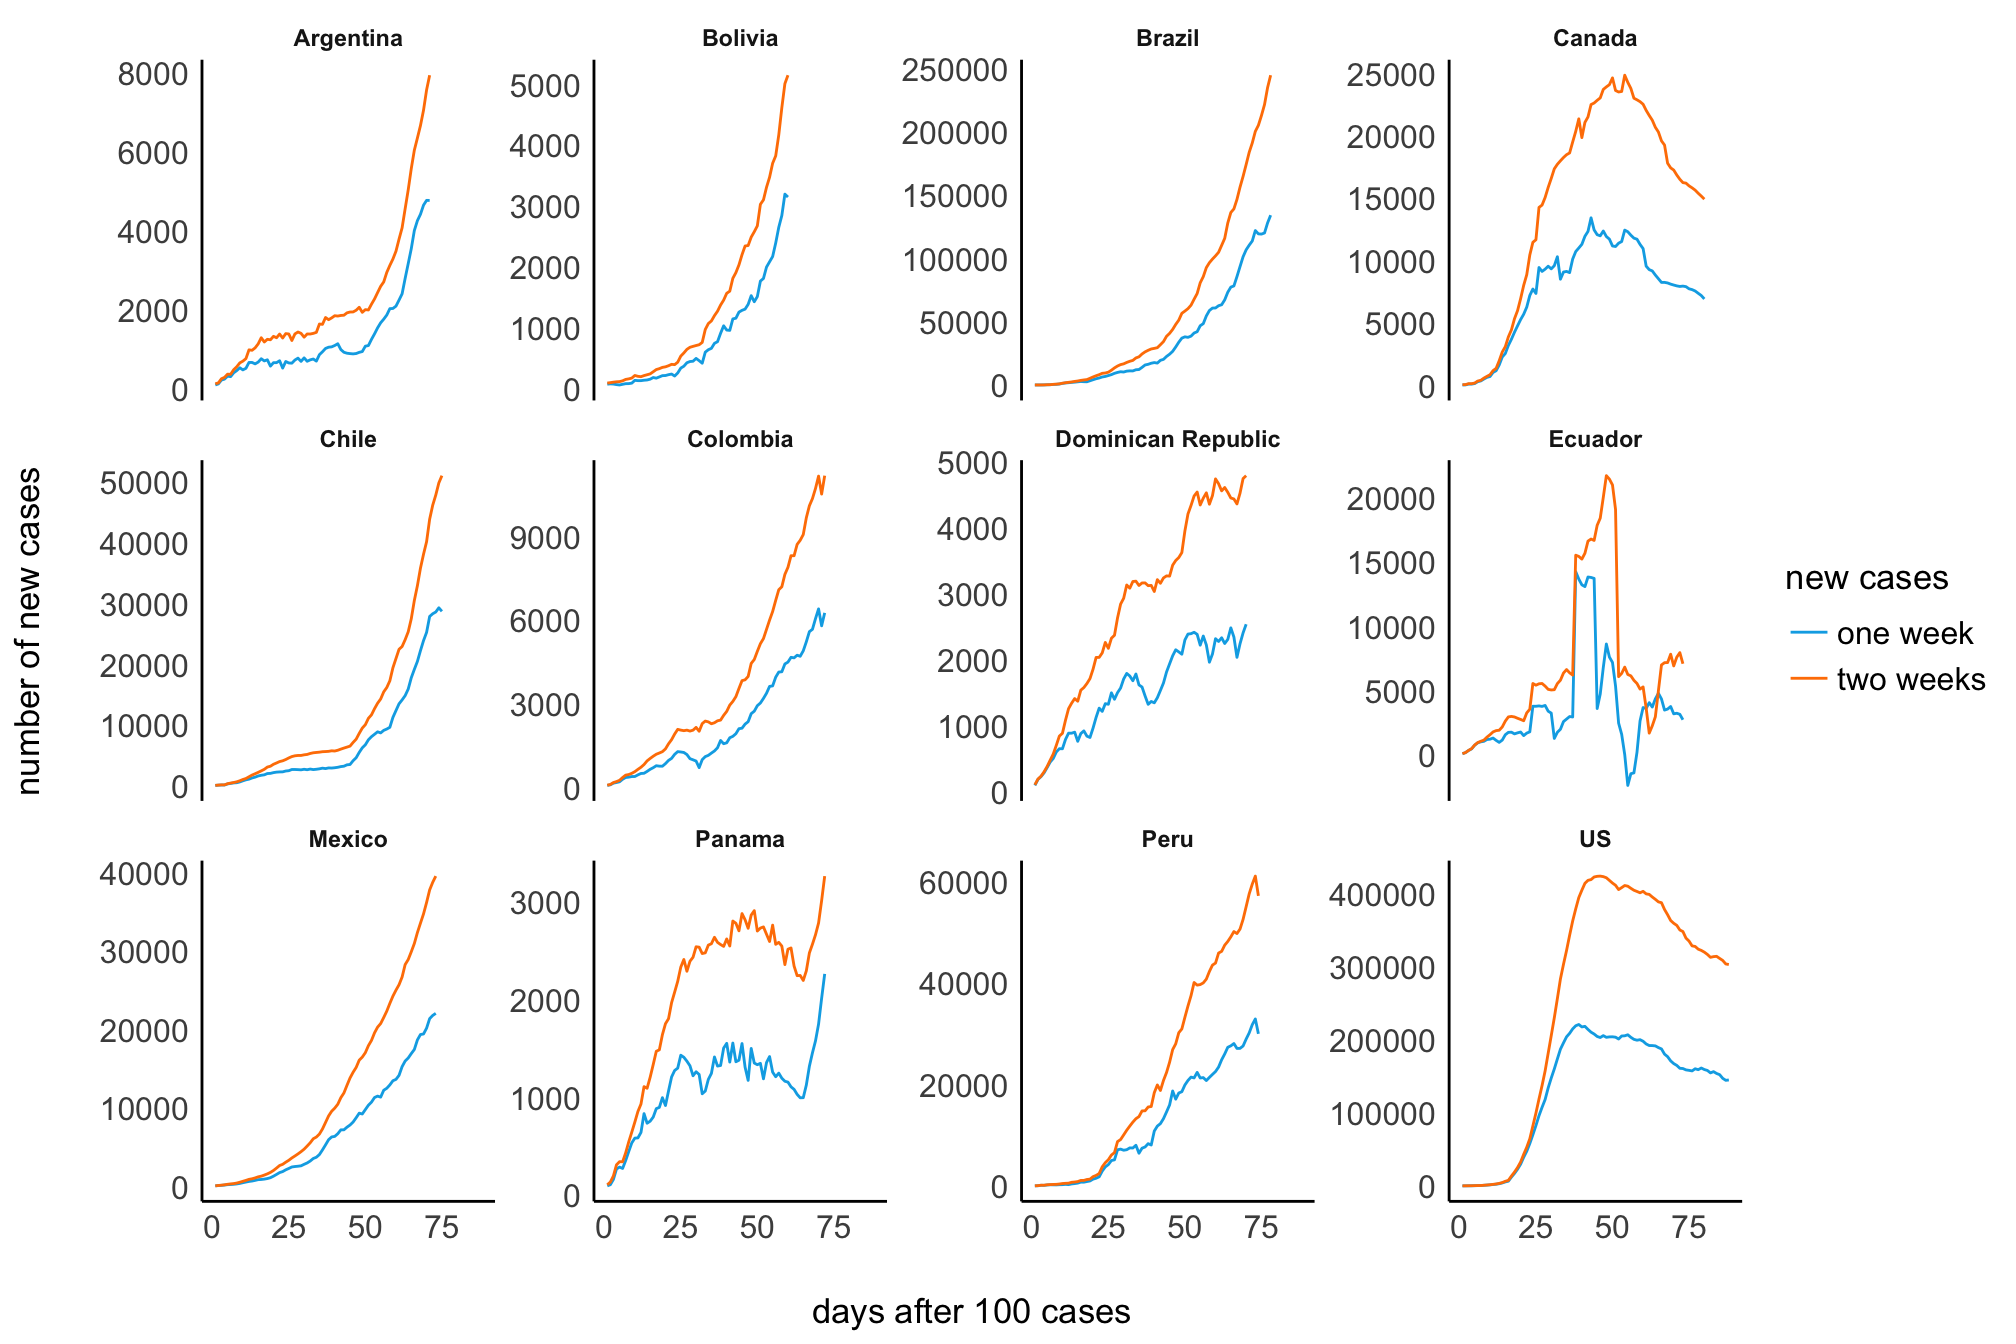 Argentina
Bolivia
Brazil
Canada
8000
6000
4000
2000
0
5000
4000
3000
2000
1000
0
250000
200000
150000
100000
50000
0
25000
20000
15000
10000
5000
0
Chile
Colombia
Dominican Republic
Ecuador
50000
40000
30000
20000
10000
0
9000
6000
3000
0
5000
4000
3000
2000
1000
0
20000
15000
10000
5000
0
Mexico
Panama
Peru
US
40000
30000
20000
10000
0
3000
2000
1000
0
60000
40000
20000
0
400000
300000
200000
100000
0
0 25 50 75
0 25 50 75
0 25 50 75
0 25 50 75
days after 100 cases
number of new cases
new cases
one week
two weeks